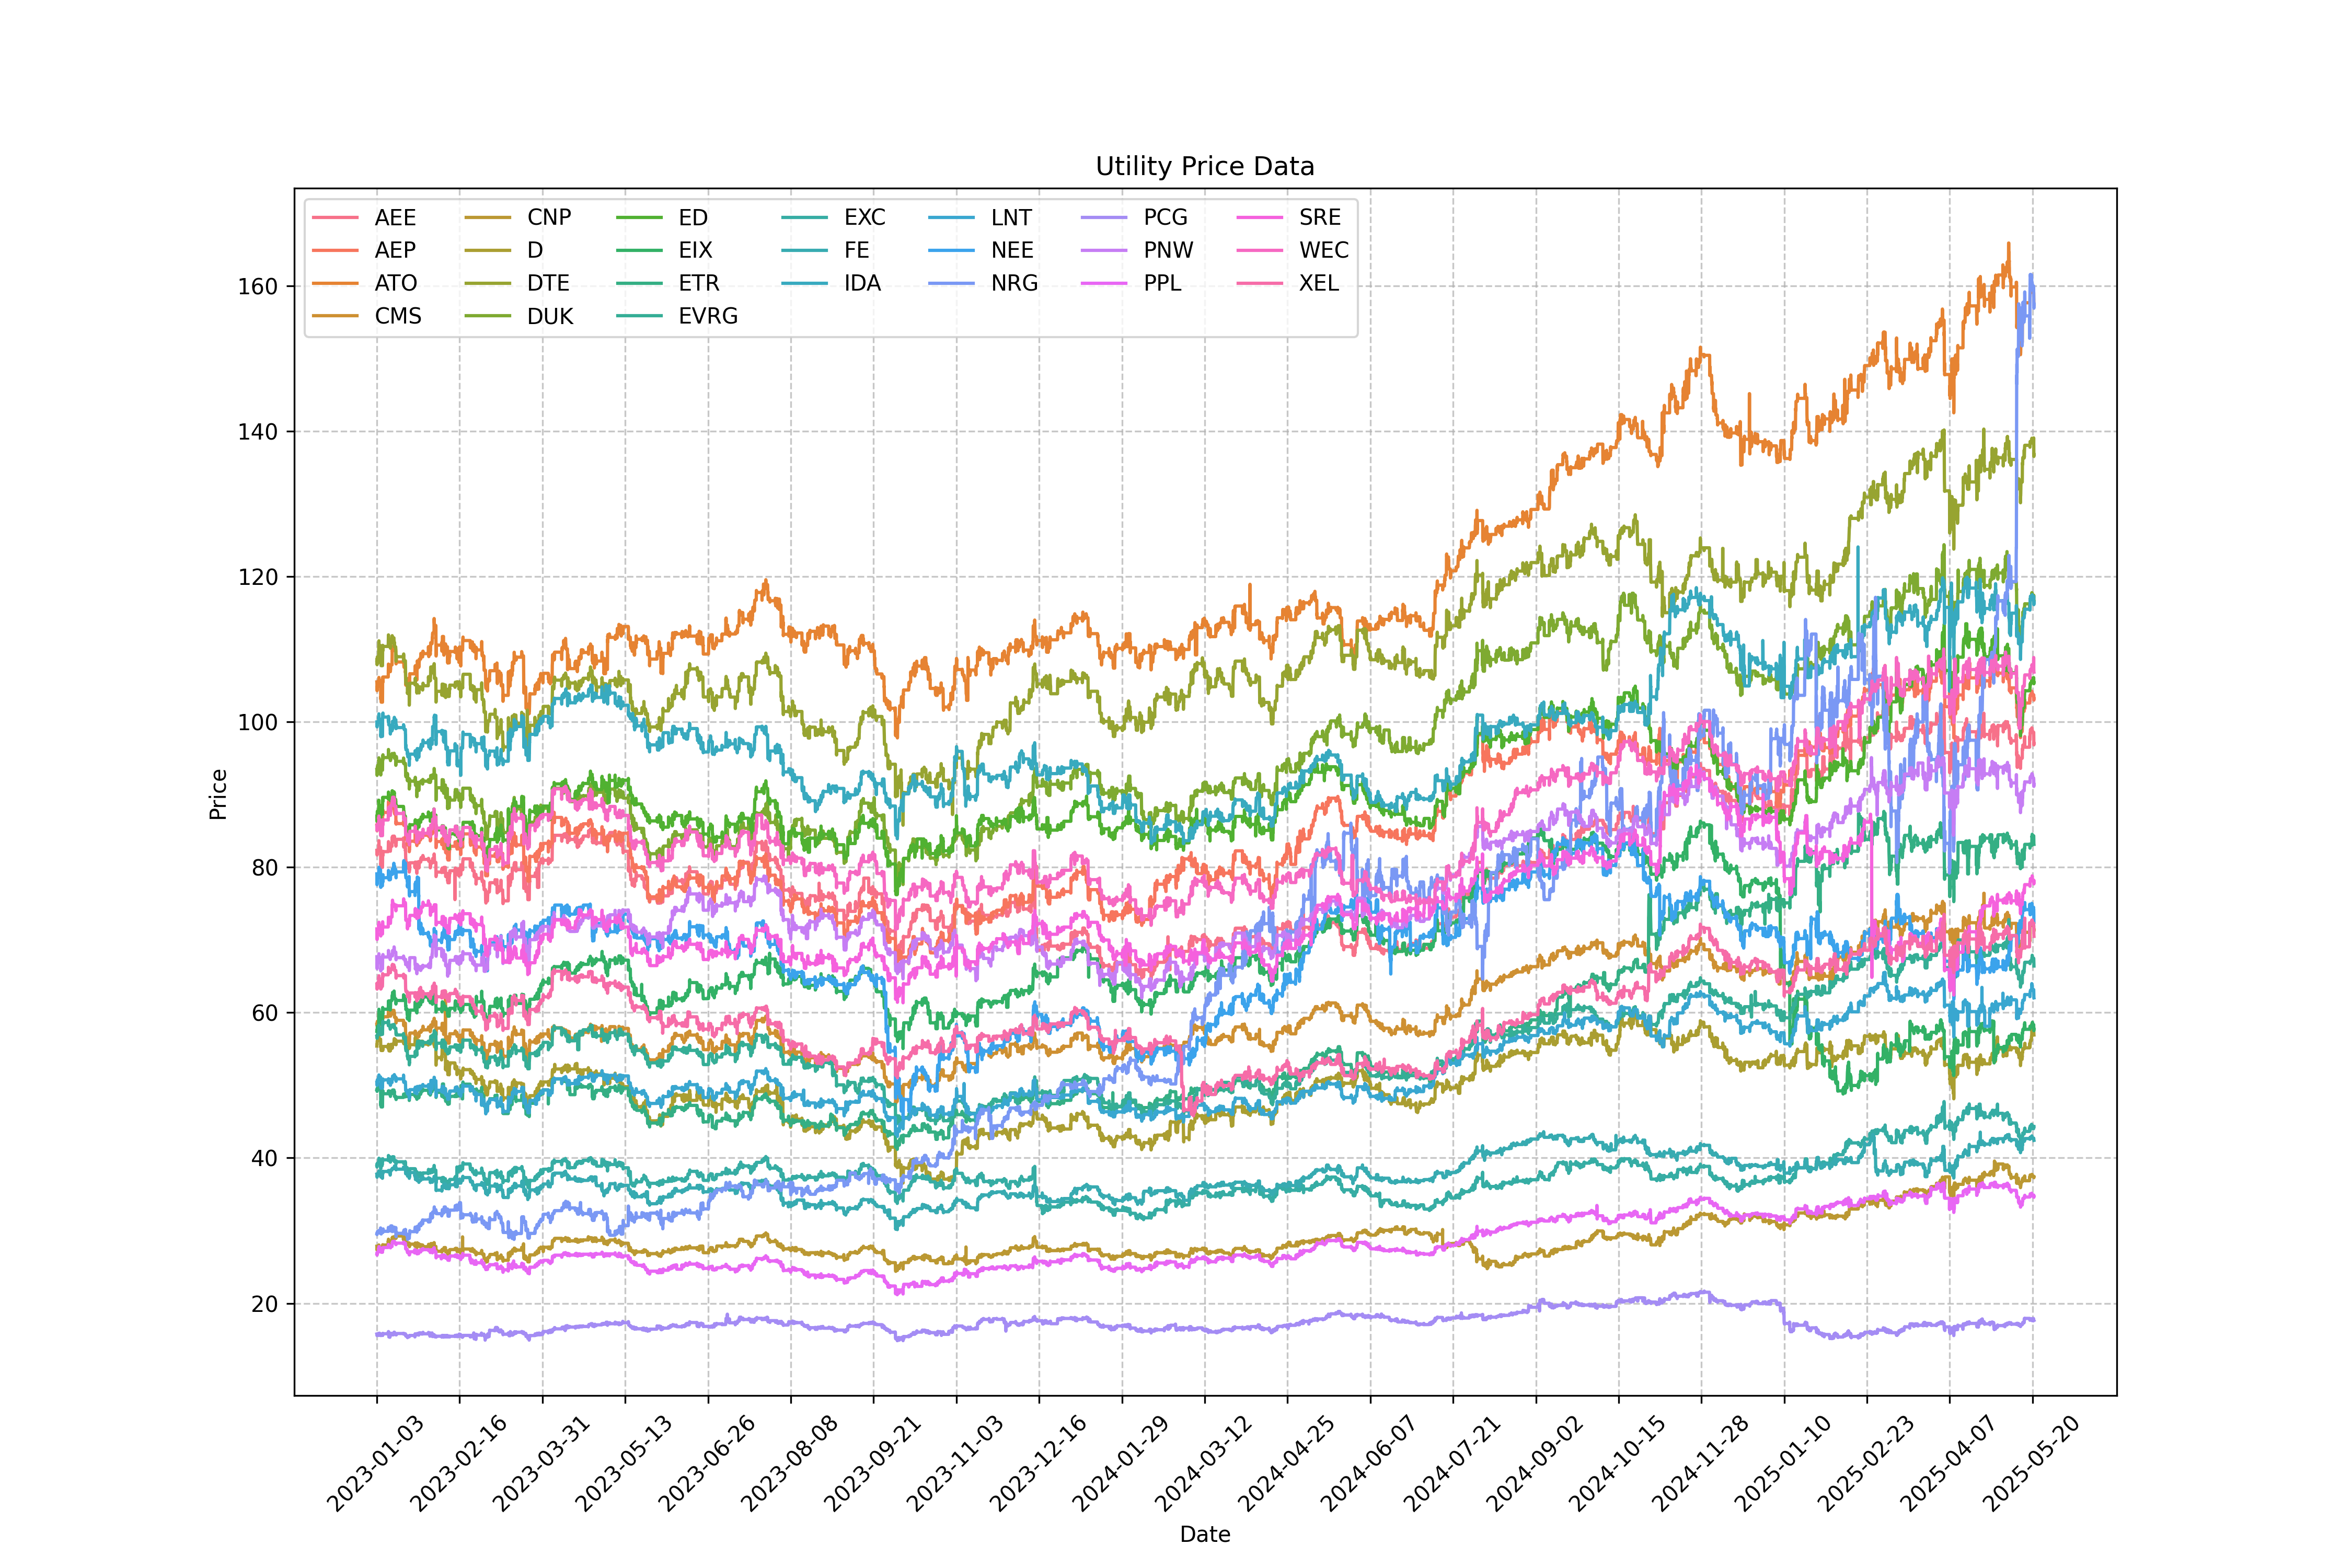 Utility Price Data
AEE CNP ED EXC LNT PCG SRE
AEP D EIX FE NEE PNW WEC
ATO DTE ETR IDA NRG PPL XEL
CMS DUK EVRG
160
140
120
100
80
60
40
20
Price
2023-01-03 2023-02-16 2023-03-31 2023-05-13 2023-06-26 2023-08-08 2023-09-21 2023-11-03 2023-12-16 2024-01-29 2024-03-12 2024-04-25 2024-06-07 2024-07-21 2024-09-02 2024-10-15 2024-11-28 2025-01-10 2025-02-23 2025-04-07 2025-05-20
Date